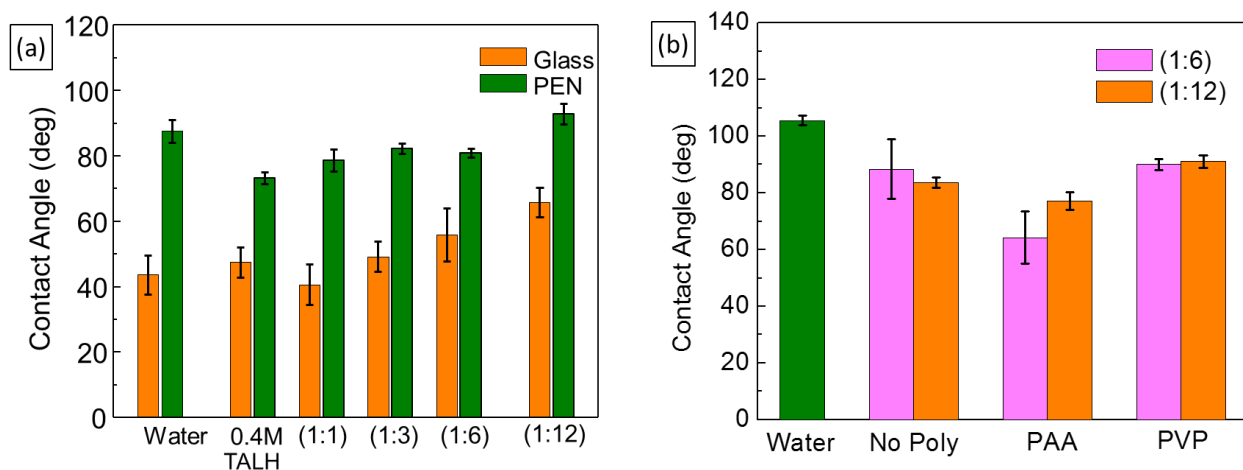 (a)
Glass
PEN
Contact Angle (deg)
120
100
80
60
40
20
0
Water
0.4M
TALH
(1:1)
(1:3)
(1:6)
(1:12)
(b)
(1:6)
(1:12)
Contact Angle (deg)
140
120
100
80
60
40
20
0
Water
No Poly
PAA
PVP